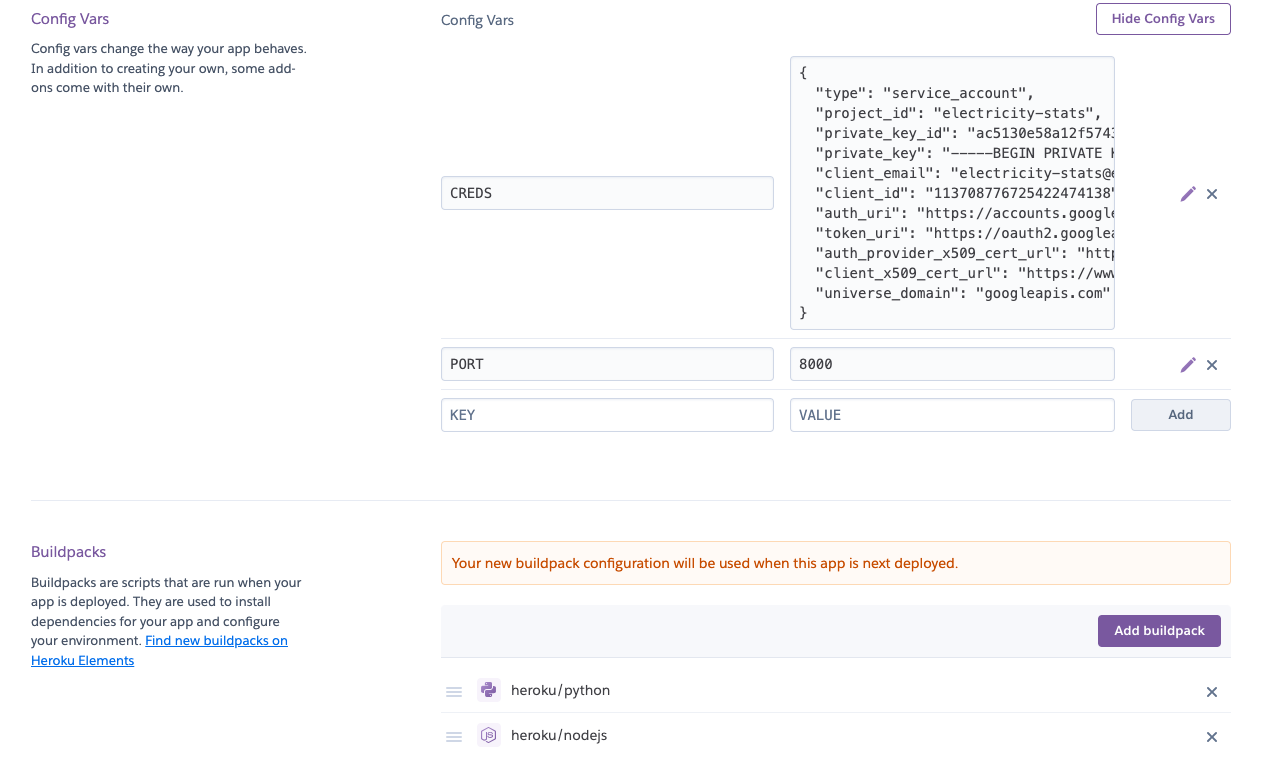 Config Vars
Config vars change the way your app behaves.
In addition to creating your own, some add-
ons come with their own.
Config Vars
Hide Config Vars
CREDS
{
"type": "service_account",
"project_id": "electricity-stats",
"private_key_id": "ac5130e58a12f5743
"private_key": "-----BEGIN PRIVATE K
"client_email": "electricity-stats@e
"client_id": "113708776725422474138"
"auth_uri": "https://accounts.google
"token_uri": "https://oauth2.googlea
"auth_provider_x509_cert_url": "http
"client_x509_cert_url": "https://www
"universe_domain": "googleapis.com"
}
PORT
8000
KEY
VALUE
Add
Buildpacks
Buildpacks are scripts that are run when your
app is deployed. They are used to install
dependencies for your app and configure
your environment. Find new buildpacks on
Heroku Elements
Your new buildpack configuration will be used when this app is next deployed.
Add buildpack
heroku/python
heroku/nodejs